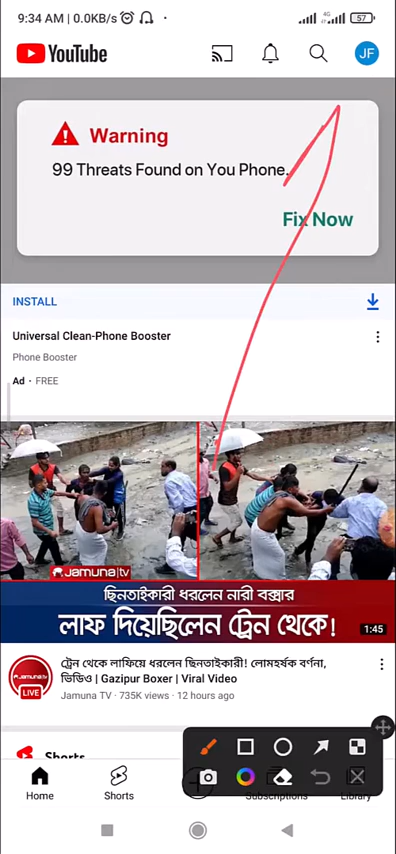 9:34 AM | 0.0KB/s
4G
57
YouTube
JF
Warning
99 Threats Found on You Phone.
Fix Now
INSTALL
Universal Clean-Phone Booster
Phone Booster
Ad · FREE
Jamuna tv
ছিনতাইকারী ধরলেন নারী বক্সার
লাফ দিয়েছিলেন ট্রেন থেকে!
1:45
ট্রেন থেকে লাফিয়ে ধরলেন ছিনতাইকারী! লোমহর্ষক বর্ণনা,
ভিডিও | Gazipur Boxer | Viral Video
LIVE
Jamuna TV · 735K views · 12 hours ago
Shorts
Home
Shorts
Subscriptions
Library